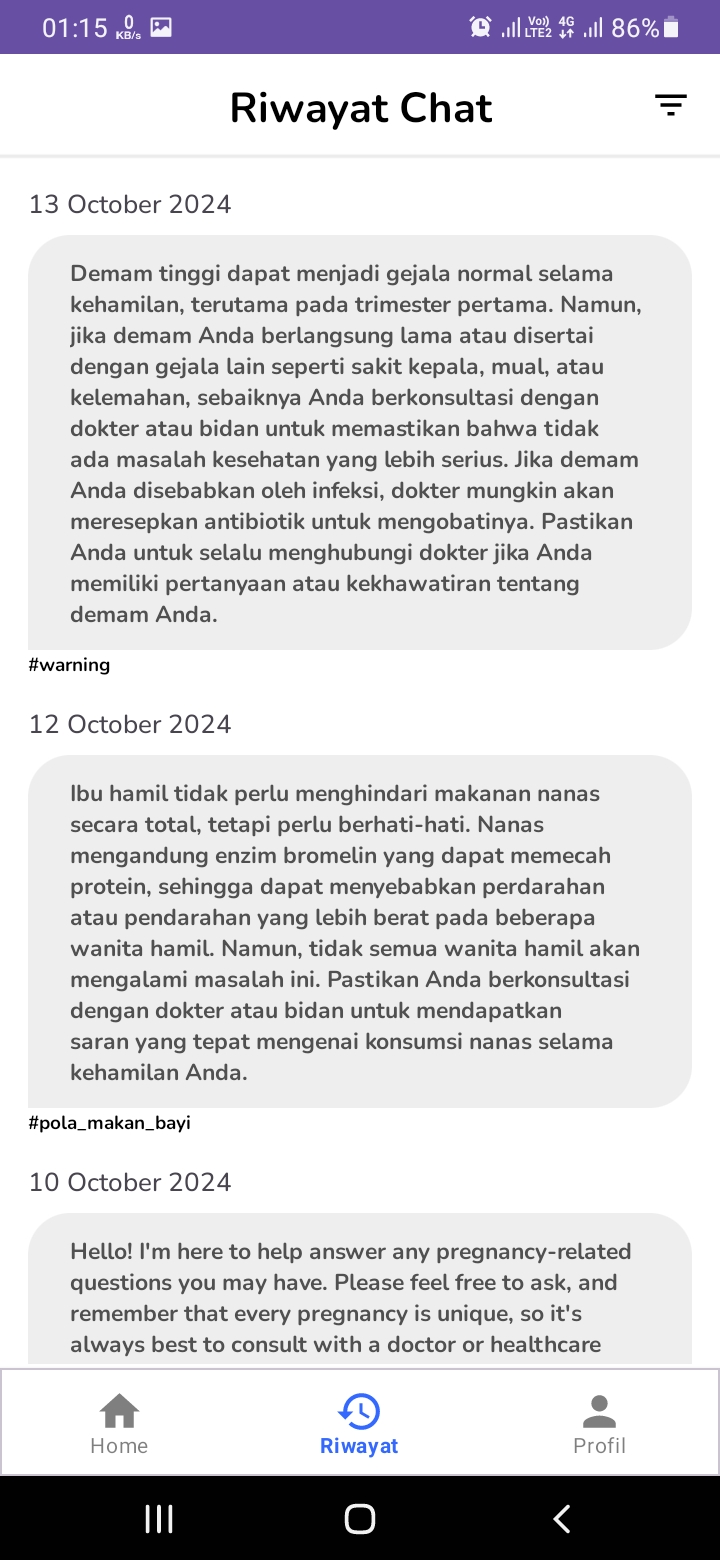 01:15 0 KB/s Vo)) LTE2 4G 86%
Riwayat Chat
13 October 2024
Demam tinggi dapat menjadi gejala normal selama
kehamilan, terutama pada trimester pertama. Namun,
jika demam Anda berlangsung lama atau disertai
dengan gejala lain seperti sakit kepala, mual, atau
kelemahan, sebaiknya Anda berkonsultasi dengan
dokter atau bidan untuk memastikan bahwa tidak
ada masalah kesehatan yang lebih serius. Jika demam
Anda disebabkan oleh infeksi, dokter mungkin akan
meresepkan antibiotik untuk mengobatinya. Pastikan
Anda untuk selalu menghubungi dokter jika Anda
memiliki pertanyaan atau kekhawatiran tentang
demam Anda.
#warning
12 October 2024
Ibu hamil tidak perlu menghindari makanan nanas
secara total, tetapi perlu berhati-hati. Nanas
mengandung enzim bromelin yang dapat memecah
protein, sehingga dapat menyebabkan perdarahan
atau pendarahan yang lebih berat pada beberapa
wanita hamil. Namun, tidak semua wanita hamil akan
mengalami masalah ini. Pastikan Anda berkonsultasi
dengan dokter atau bidan untuk mendapatkan
saran yang tepat mengenai konsumsi nanas selama
kehamilan Anda.
#pola_makan_bayi
10 October 2024
Hello! I'm here to help answer any pregnancy-related
questions you may have. Please feel free to ask, and
remember that every pregnancy is unique, so it's
always best to consult with a doctor or healthcare
Home Riwayat Profil